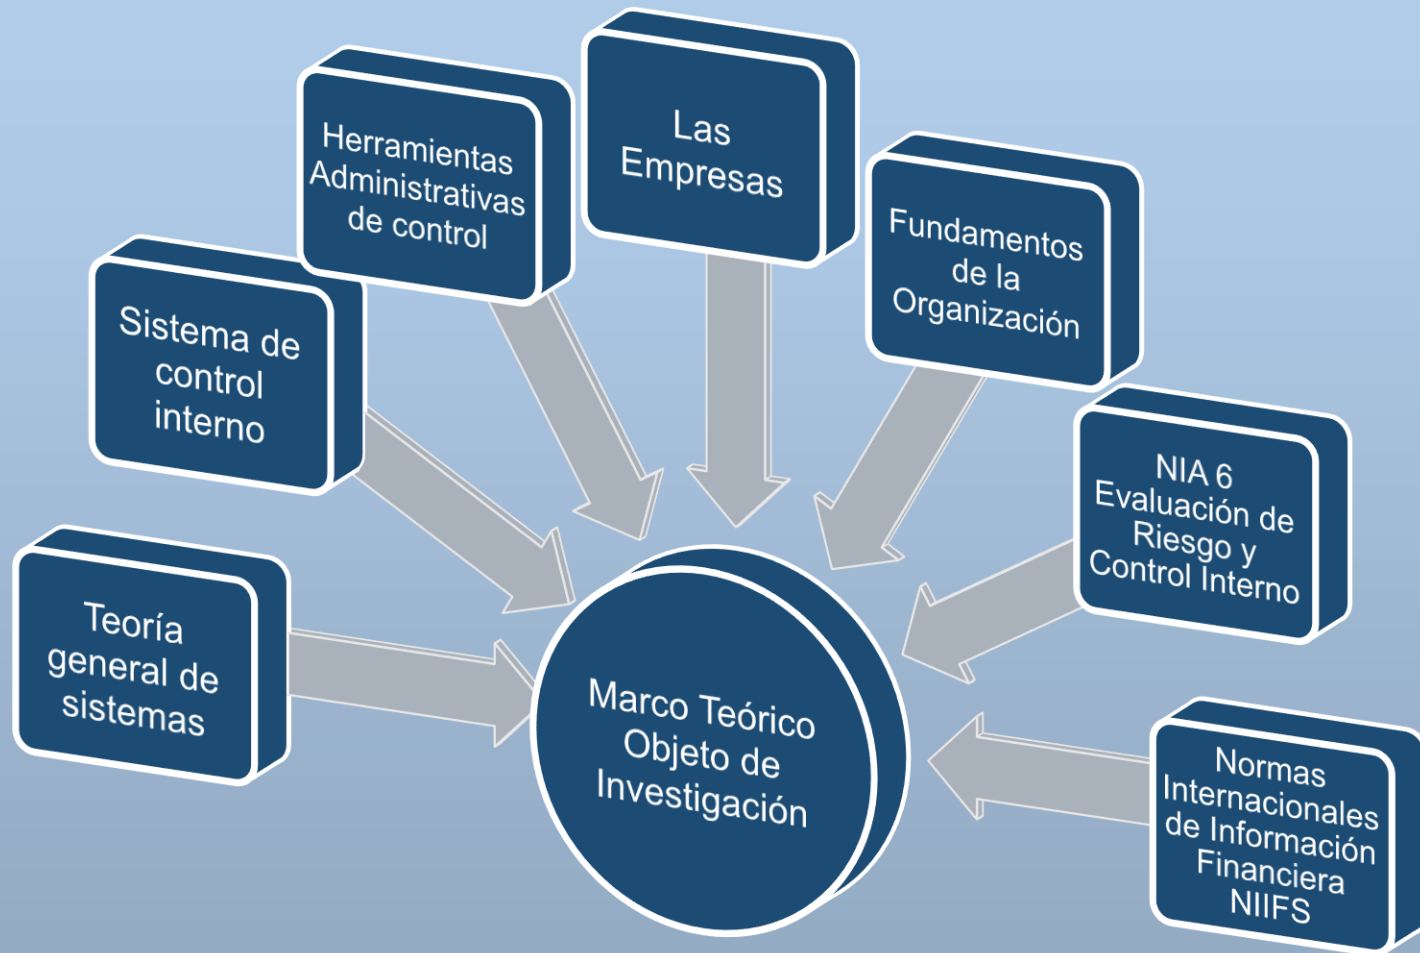 Las
Empresas
Herramientas
Administrativas
de control
Fundamentos
de la
Organización
Sistema de
control
interno
NIA 6
Evaluación de
Riesgo y
Control Interno
Teoría
general de
sistemas
Marco Teórico
Objeto de
Investigación
Normas
Internacionales
de Información
Financiera
NIIFS